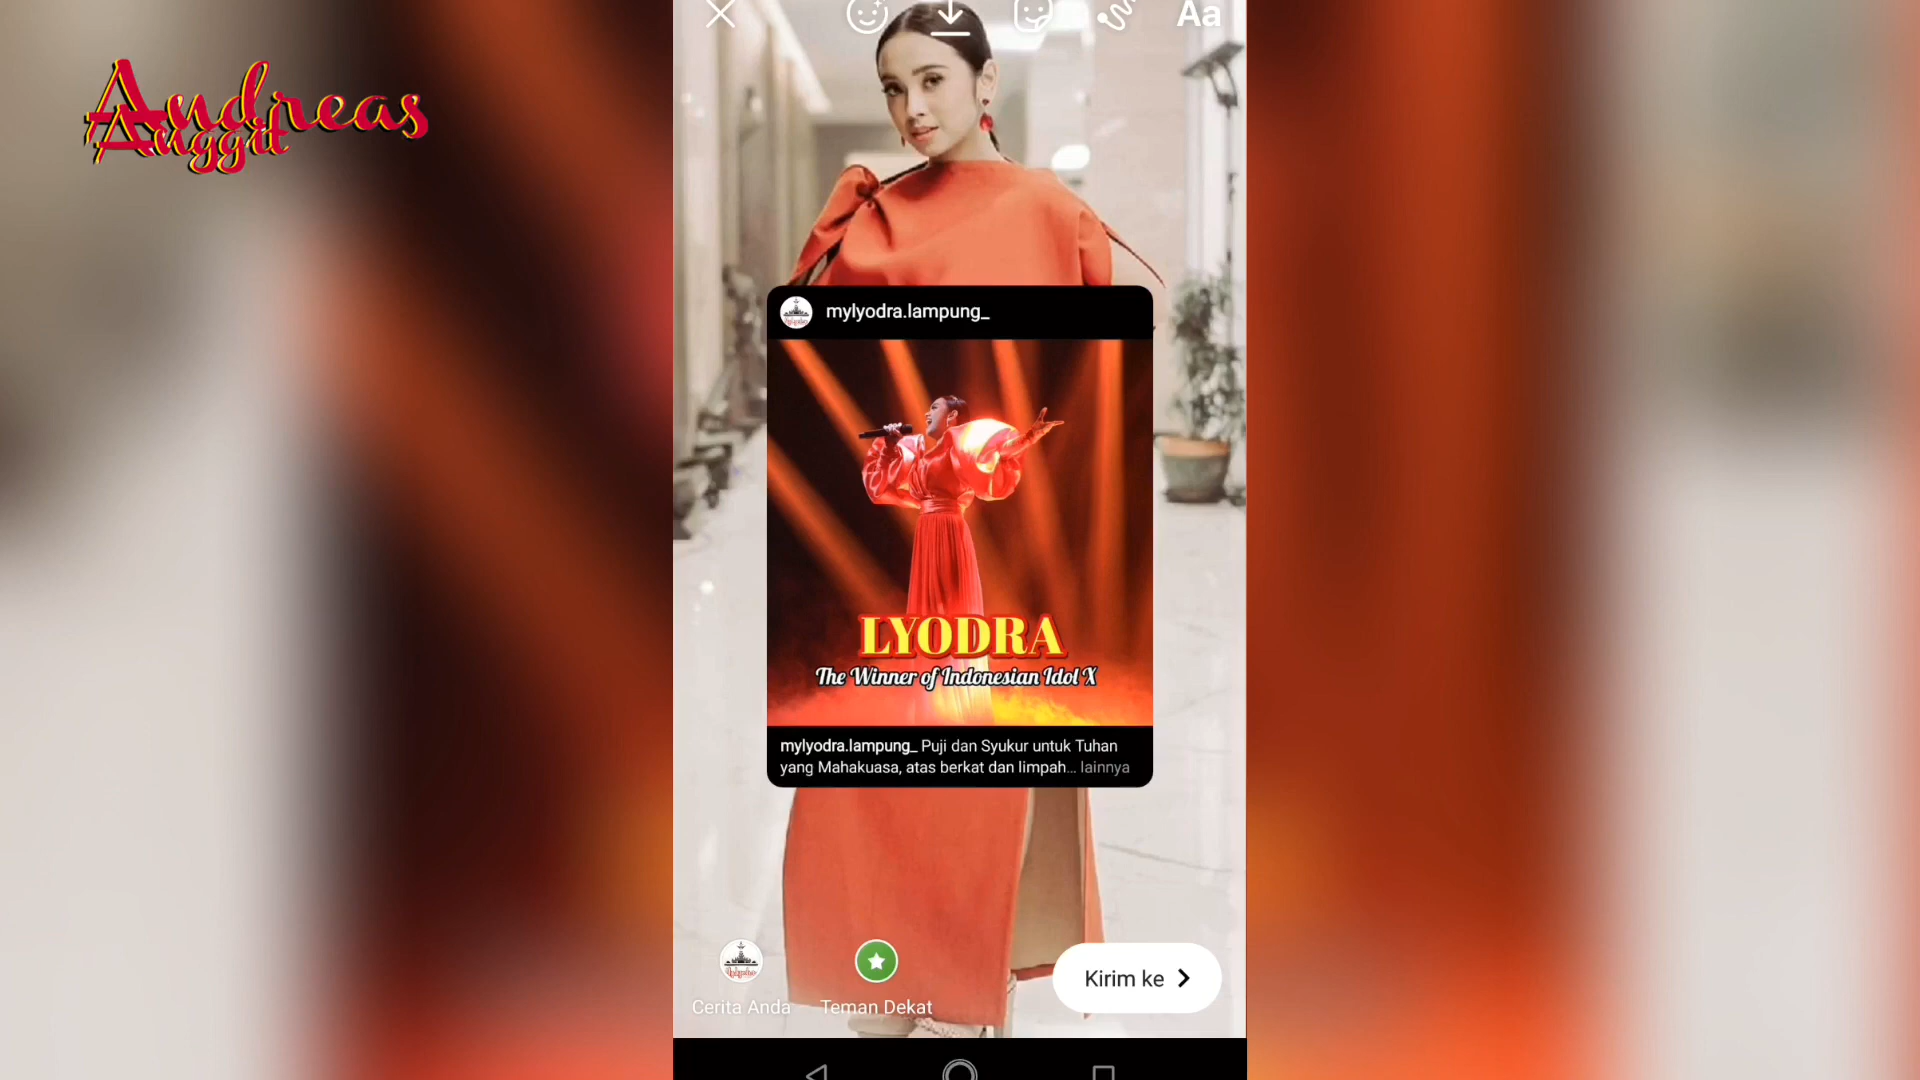 Andreas
Anggit
Aa
mylyodra.lampung_
LYODRA
The Winner of Indonesian Idol X
mylyodra.lampung_ Puji dan Syukur untuk Tuhan
yang Mahakuasa, atas berkat dan limpah... lainnya
Cerita Anda
Teman Dekat
Kirim ke